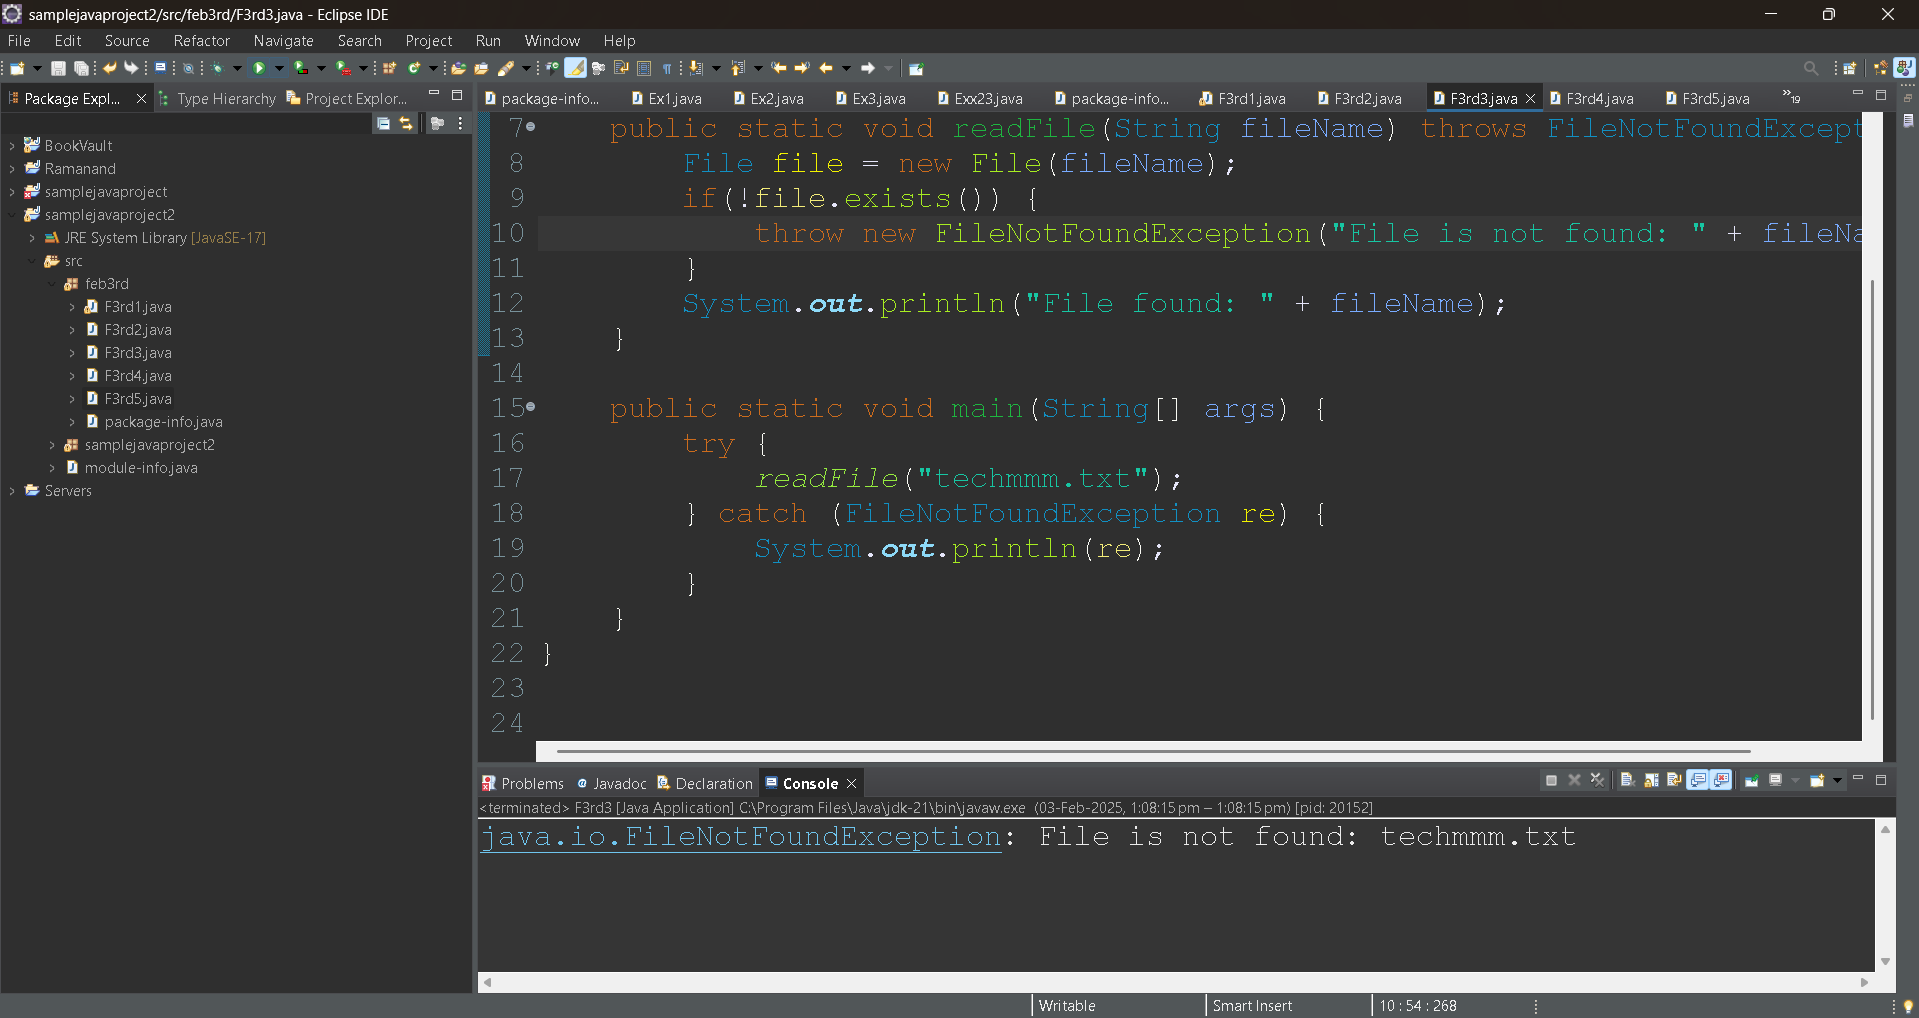 samplejavaproject2/src/feb3rd/F3rd3.java - Eclipse IDE
File Edit Source Refactor Navigate Search Project Run Window Help
Package Expl... Type Hierarchy Project Explor...
BookVault
Ramanand
samplejavaproject
samplejavaproject2
JRE System Library [JavaSE-17]
src
feb3rd
F3rd1.java
F3rd2.java
F3rd3.java
F3rd4.java
F3rd5.java
package-info.java
samplejavaproject2
module-info.java
Servers
package-info... Ex1.java Ex2.java Ex3.java Exx23.java package-info... F3rd1.java F3rd2.java F3rd3.java F3rd4.java F3rd5.java »19
7 public static void readFile(String fileName) throws FileNotFoundExcept
8 File file = new File(fileName);
9 if(!file.exists()) {
10 throw new FileNotFoundException("File is not found: " + fileNa
11 }
12 System.out.println("File found: " + fileName);
13 }
14
15 public static void main(String[] args) {
16 try {
17 readFile("techmmm.txt");
18 } catch (FileNotFoundException re) {
19 System.out.println(re);
20 }
21 }
22 }
23
24
Problems Javadoc Declaration Console
<terminated> F3rd3 [Java Application] C:\Program Files\Java\jdk-21\bin\javaw.exe (03-Feb-2025, 1:08:15 pm – 1:08:15 pm) [pid: 20152]
java.io.FileNotFoundException: File is not found: techmmm.txt
Writable Smart Insert 10 : 54 : 268